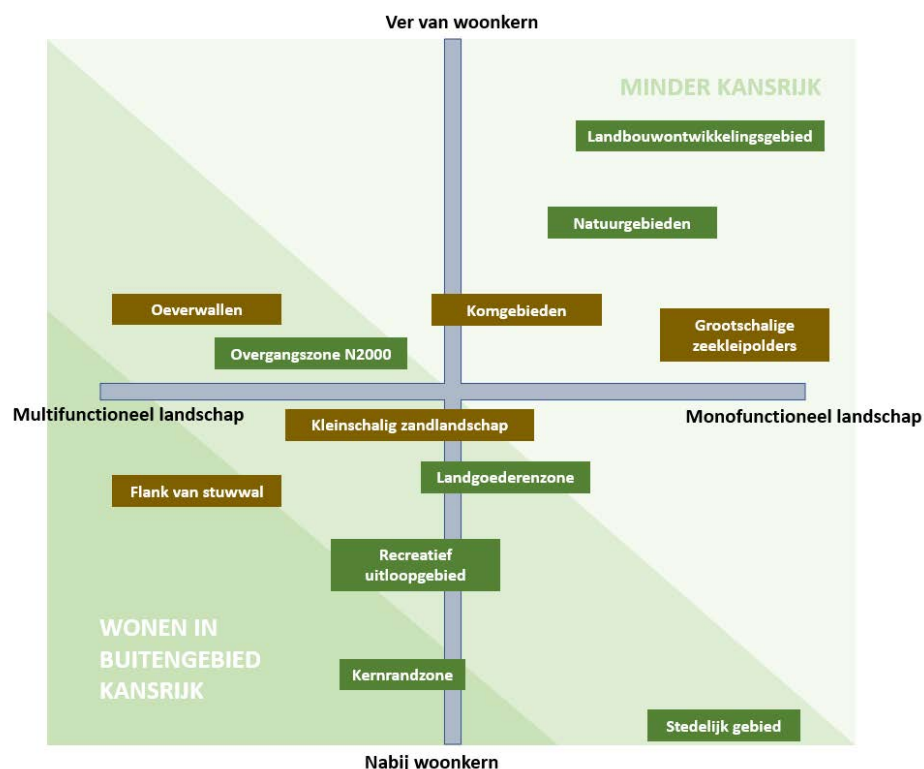 Ver van woonkern
MINDER KANSRIJK
Landbouwontwikkelingsgebied
Natuurgebieden
Oeverwallen
Komgebieden
Grootschalige
zeekleipolders
Overgangszone N2000
Multifunctioneel landschap
Monofunctioneel landschap
Kleinschalig zandlandschap
Landgoederenzone
Flank van stuwwal
Recreatief
uitloopgebied
WONEN IN
BUITENGEBIED
KANSRIJK
Kernrandzone
Stedelijk gebied
Nabij woonkern